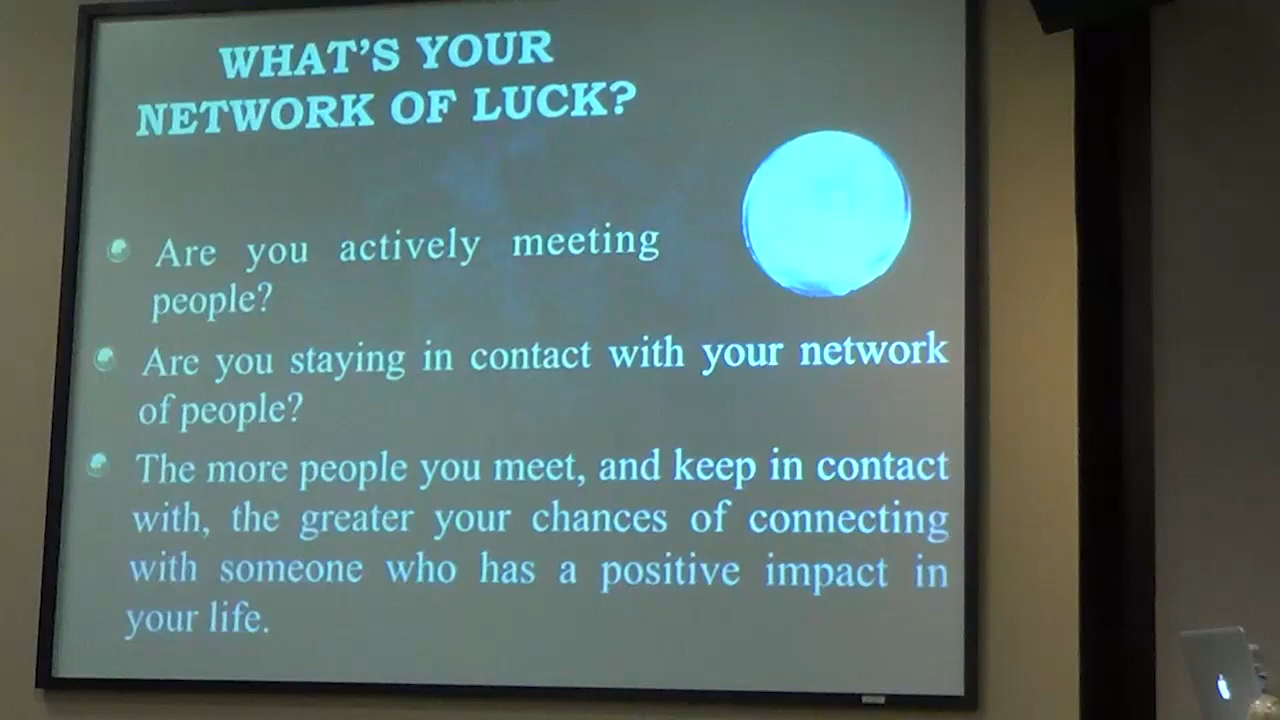 WHAT'S YOUR
NETWORK OF LUCK?
Are you actively meeting
people?
Are you staying in contact with your network
of people?
The more people you meet, and keep in contact
with, the greater your chances of connecting
with someone who has a positive impact in
your life.